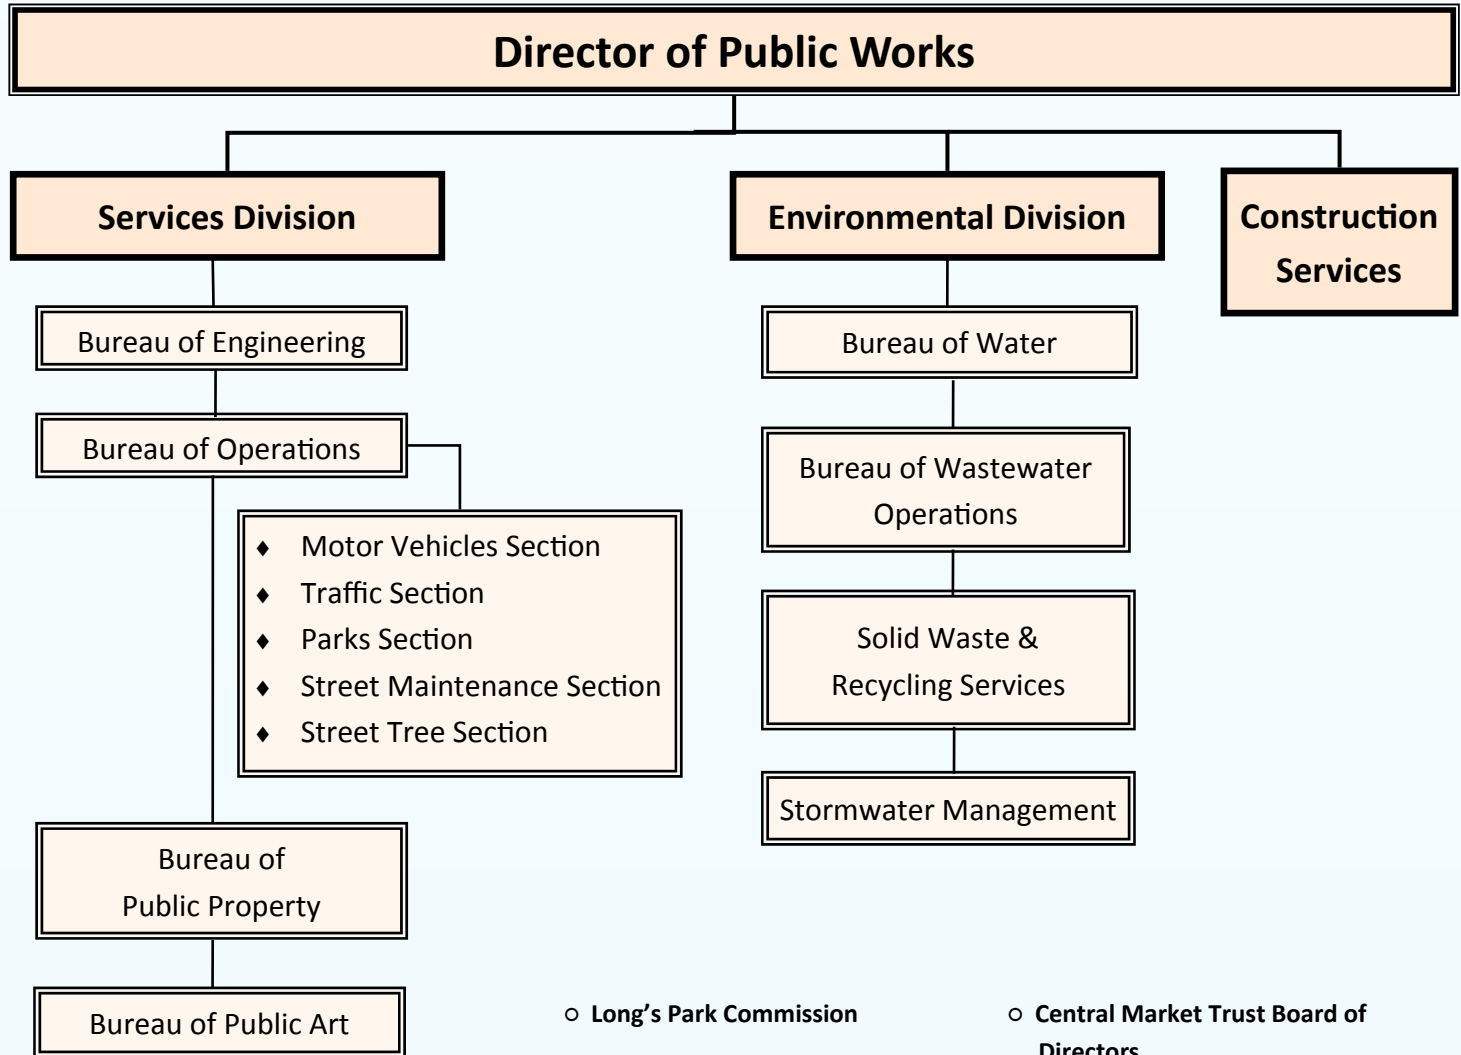 Director of Public Works
Services Division
Bureau of Engineering
Bureau of Operations
♦ Motor Vehicles Section
♦ Traffic Section
♦ Parks Section
♦ Street Maintenance Section
♦ Street Tree Section
Bureau of
Public Property
Bureau of Public Art
Environmental Division
Bureau of Water
Bureau of Wastewater
Operations
Solid Waste &
Recycling Services
Stormwater Management
Construction
Services
○ Long's Park Commission
○ Central Market Trust Board of
Directors